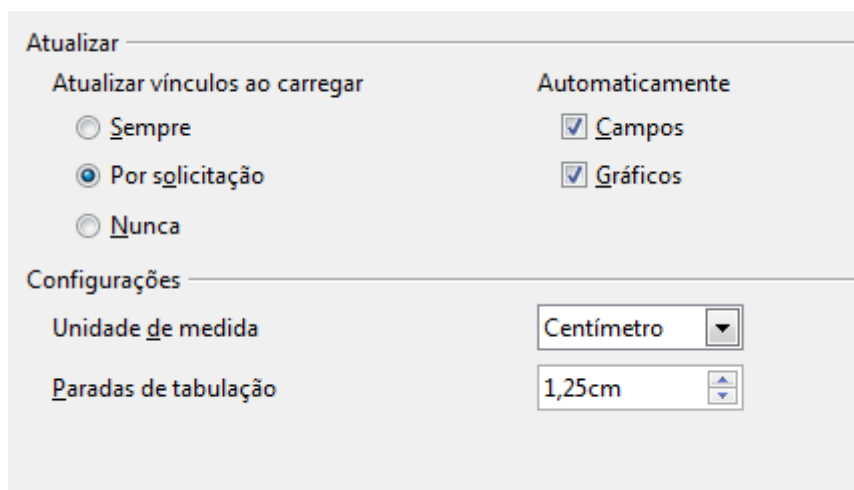 Atualizar
Atualizar vínculos ao carregar
Automaticamente
Sempre
Campos
Por solicitação
Gráficos
Nunca
Configurações
Unidade de medida
Centímetro
Paradas de tabulação
1,25cm